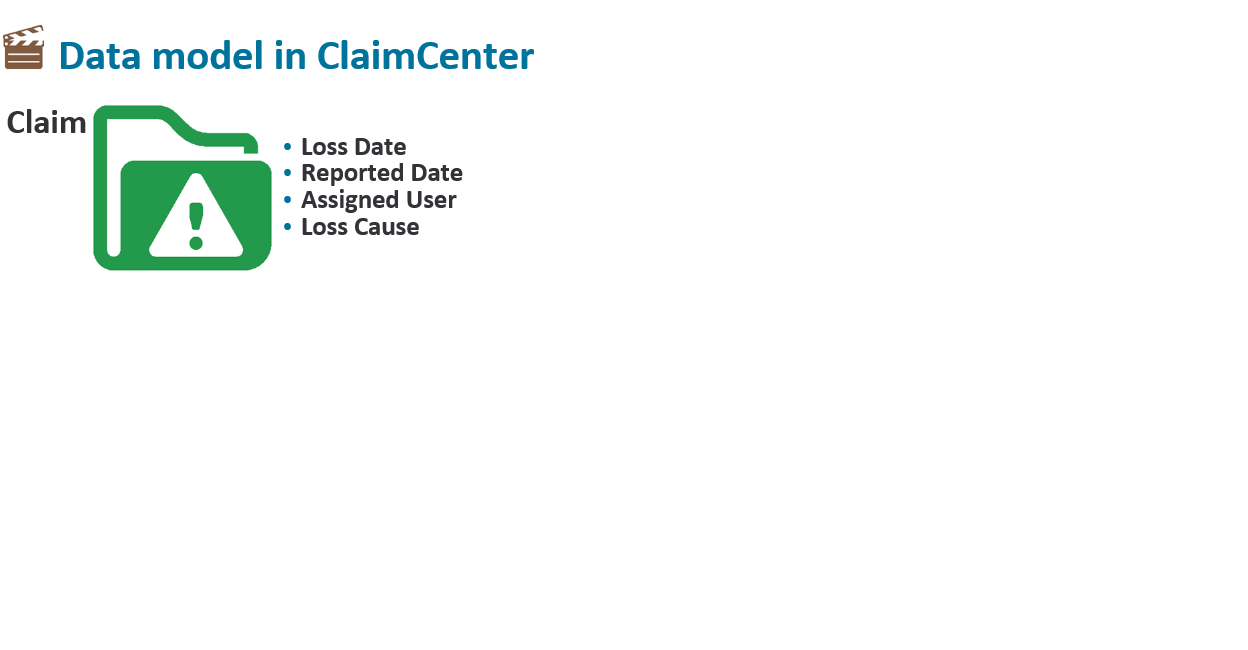 Data model in ClaimCenter
Claim
• Loss Date
• Reported Date
• Assigned User
• Loss Cause